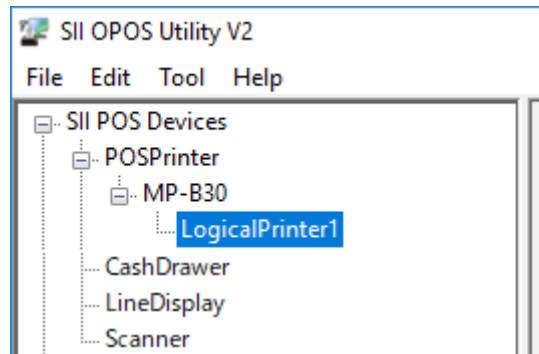 SII OPOS Utility V2
File Edit Tool Help
SII POS Devices
POSPrinter
MP-B30
LogicalPrinter1
CashDrawer
LineDisplay
Scanner